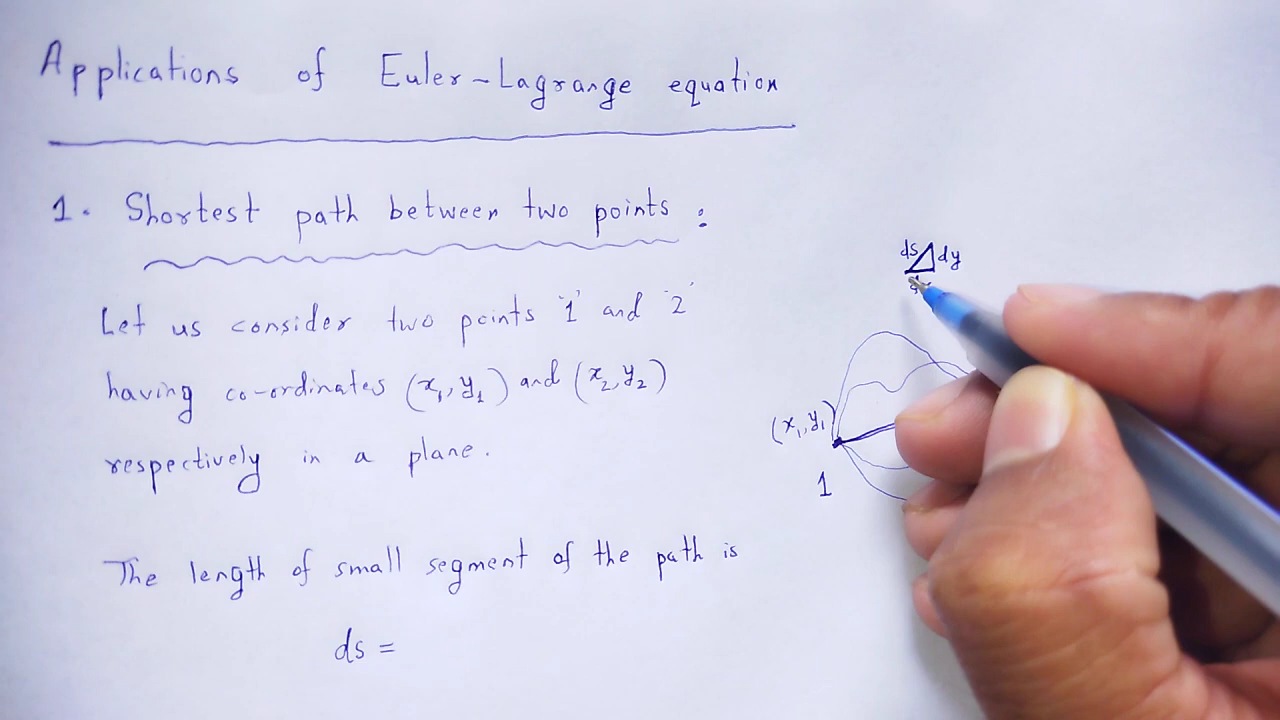 Applications of Euler-Lagrange equation
1. Shortest path between two points :
Let us consider two points '1' and '2'
having co-ordinates (x₁, y₁) and (x₂, y₂)
respectively in a plane.
The length of small segment of the path is
ds =
ds dy
(x₁, y₁)
1